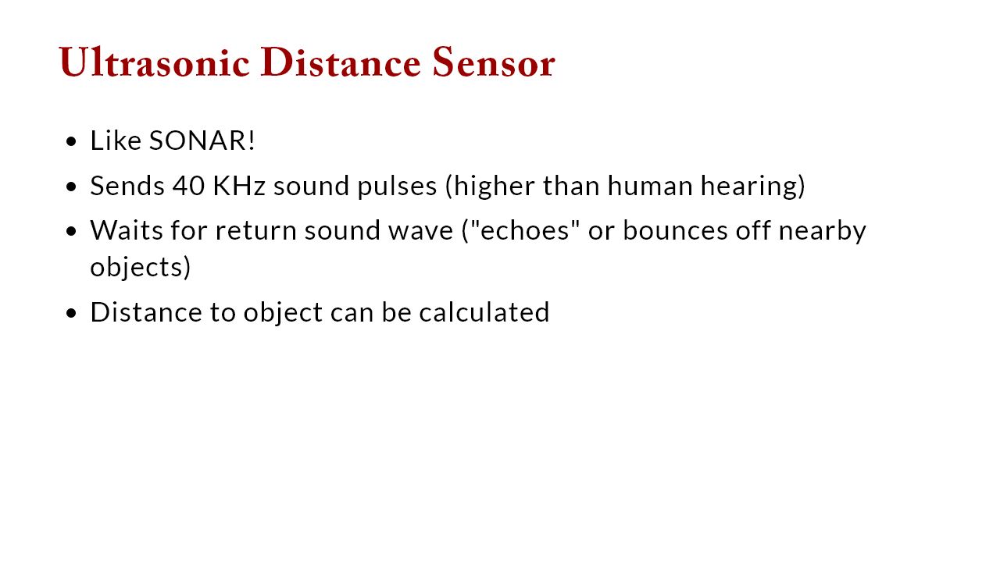 Ultrasonic Distance Sensor
• Like SONAR!
• Sends 40 KHz sound pulses (higher than human hearing)
• Waits for return sound wave ("echoes" or bounces off nearby
objects)
• Distance to object can be calculated